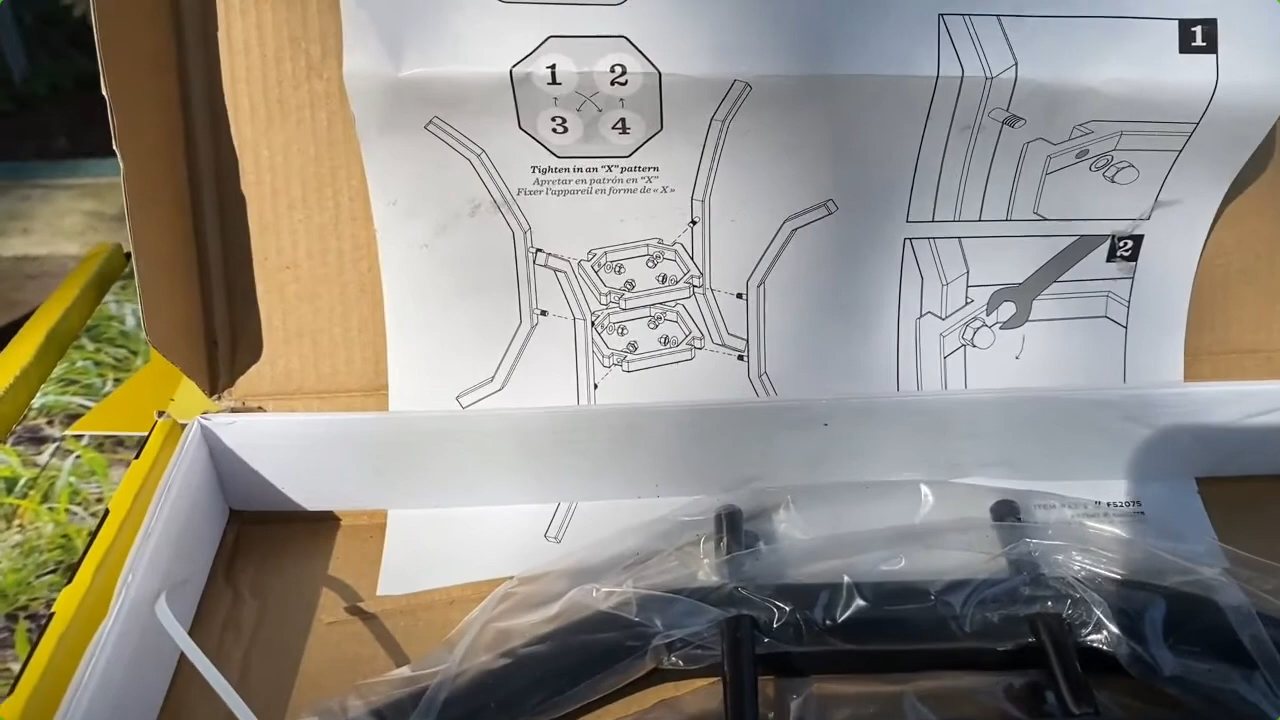 1 2
3 4
Tighten in an "X" pattern
Apretar en patrón en "X"
Fixer l'appareil en forme de « X »
1
2
ITEM
FS2075